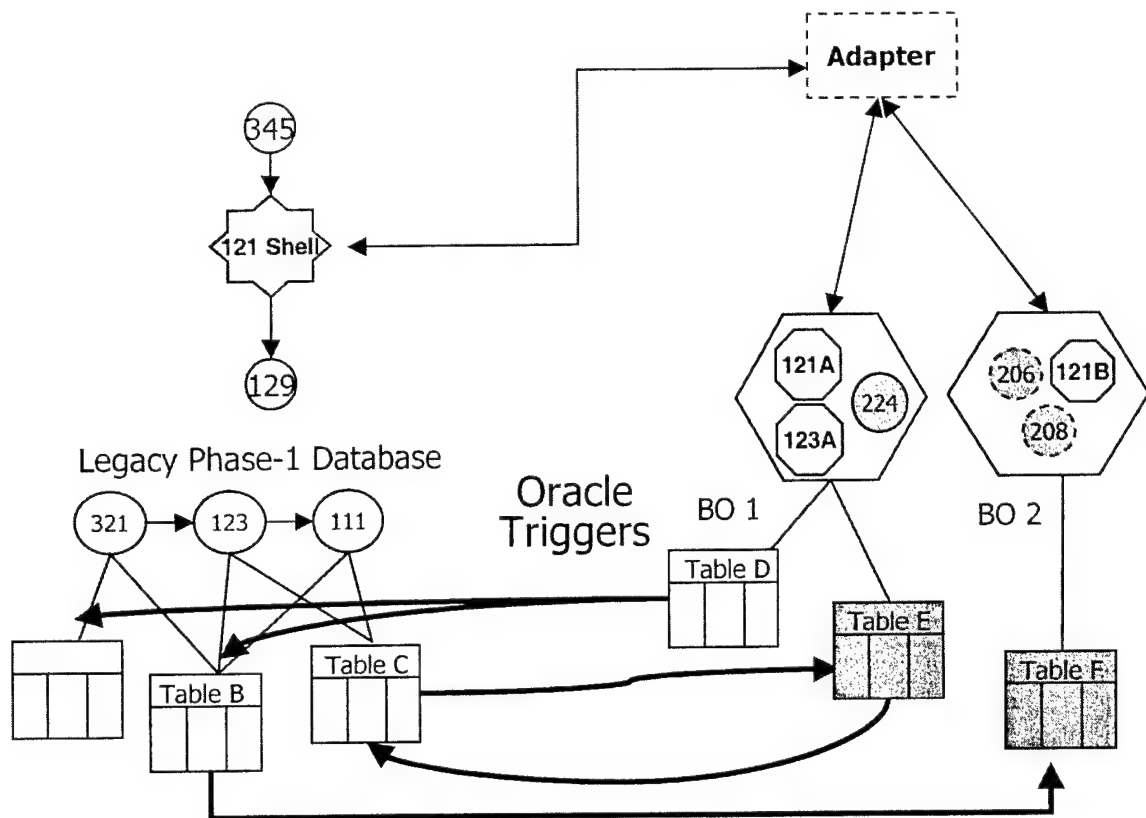 Adapter
345
121 Shell
129
121A
224
123A
206
121B
208
Legacy Phase-1 Database
321
123
111
Oracle
Triggers
BO 1
BO 2
Table D
Table E
Table C
Table B
Table F